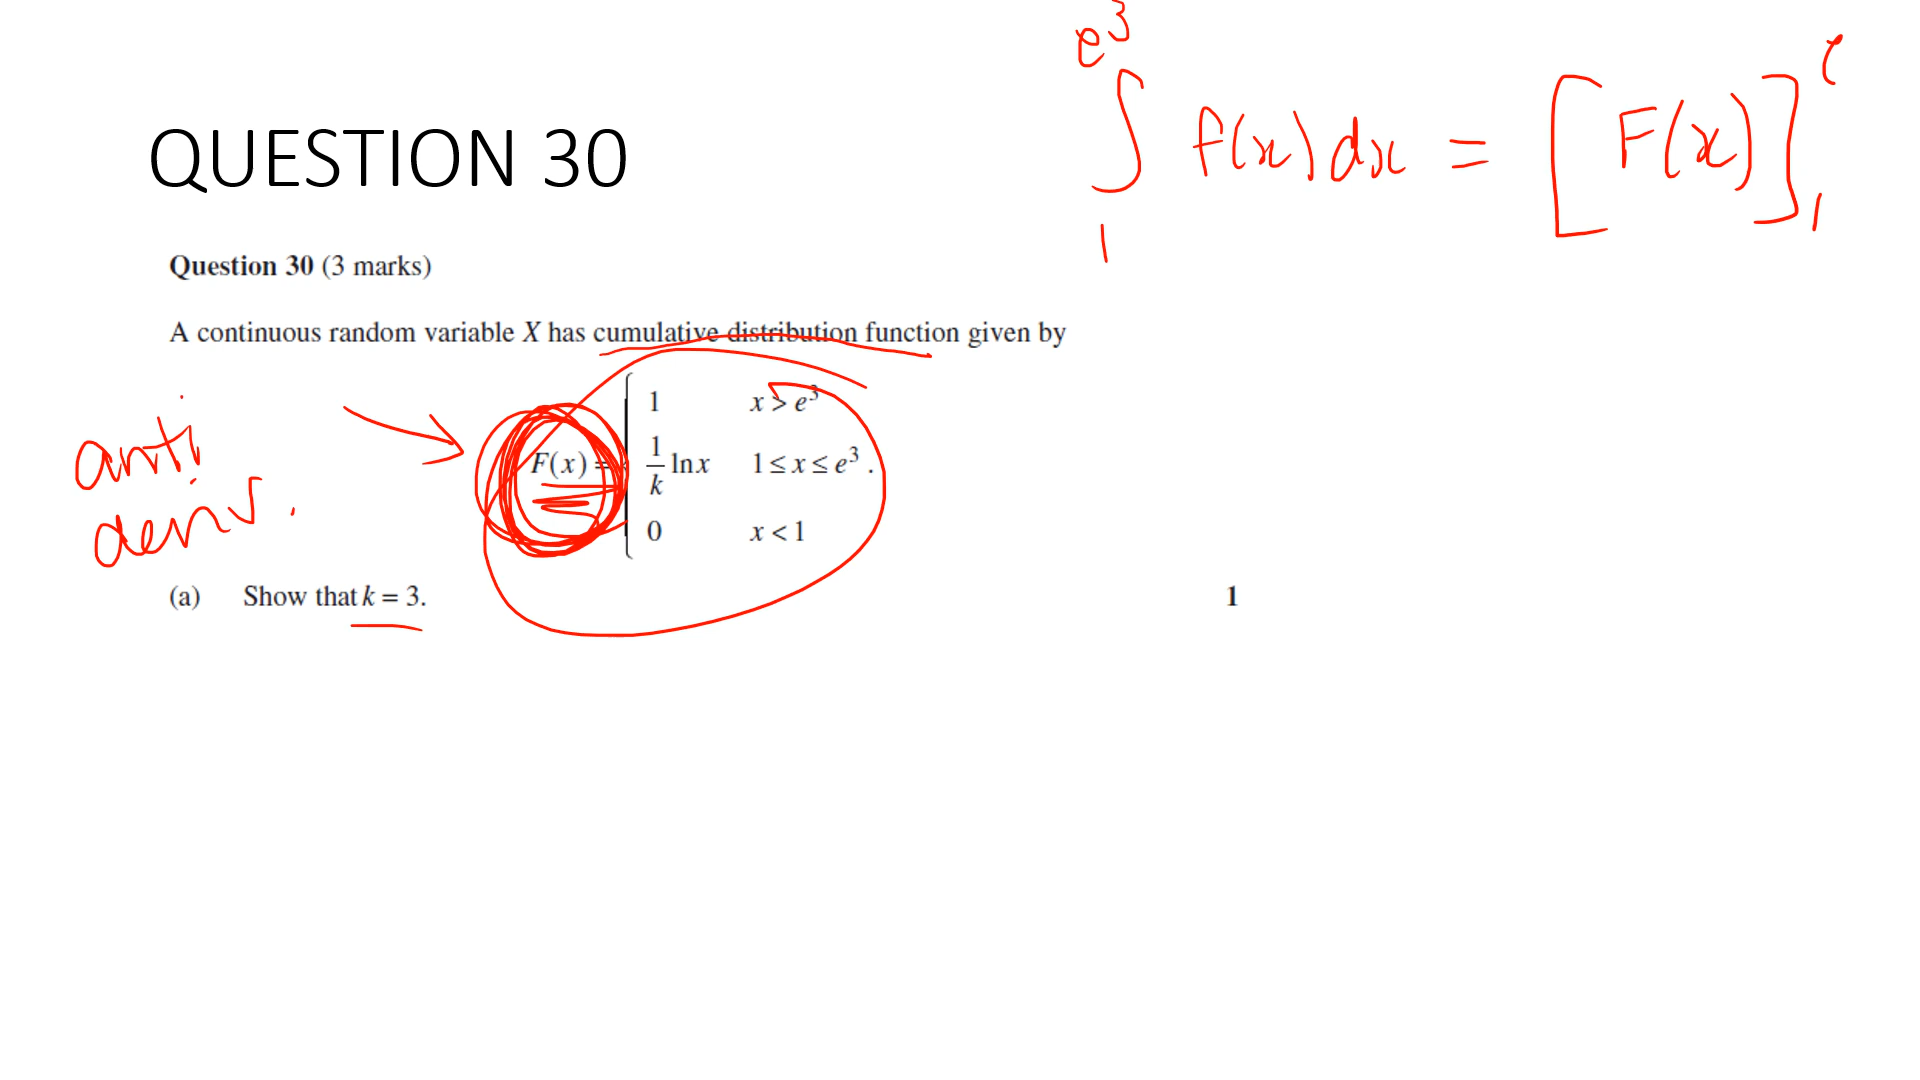 QUESTION 30
e³
∫ f(x) dx = [F(x)]
1 1
Question 30 (3 marks)
A continuous random variable X has cumulative distribution function given by
1 x > e³
F(x) = 1/k ln x 1 ≤ x ≤ e³ .
0 x < 1
anti
deriv.
(a) Show that k = 3. 1